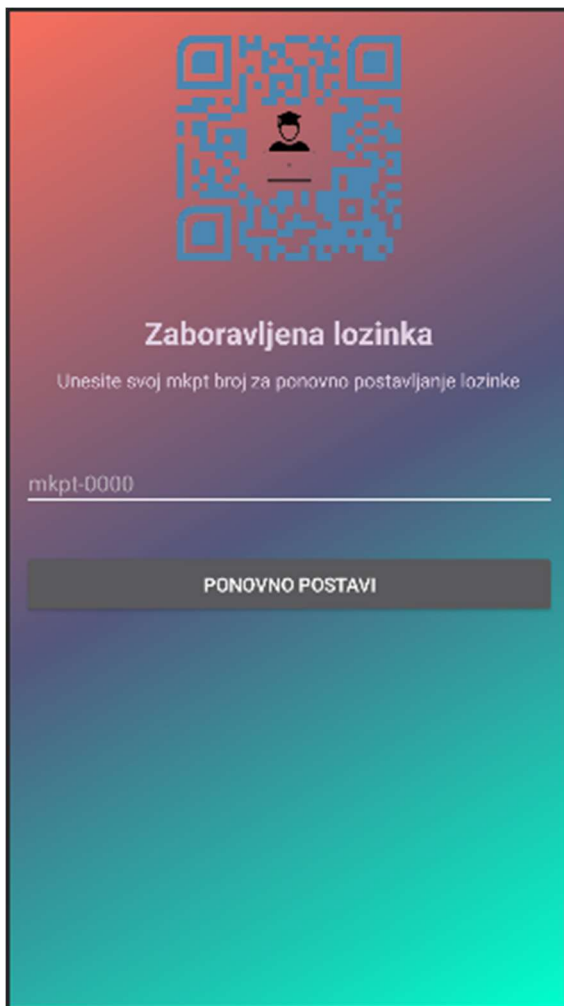 Zaboravljena lozinka
Unesite svoj mkpt broj za ponovno postavljanje lozinke
mkpt-0000
PONOVNO POSTAVI